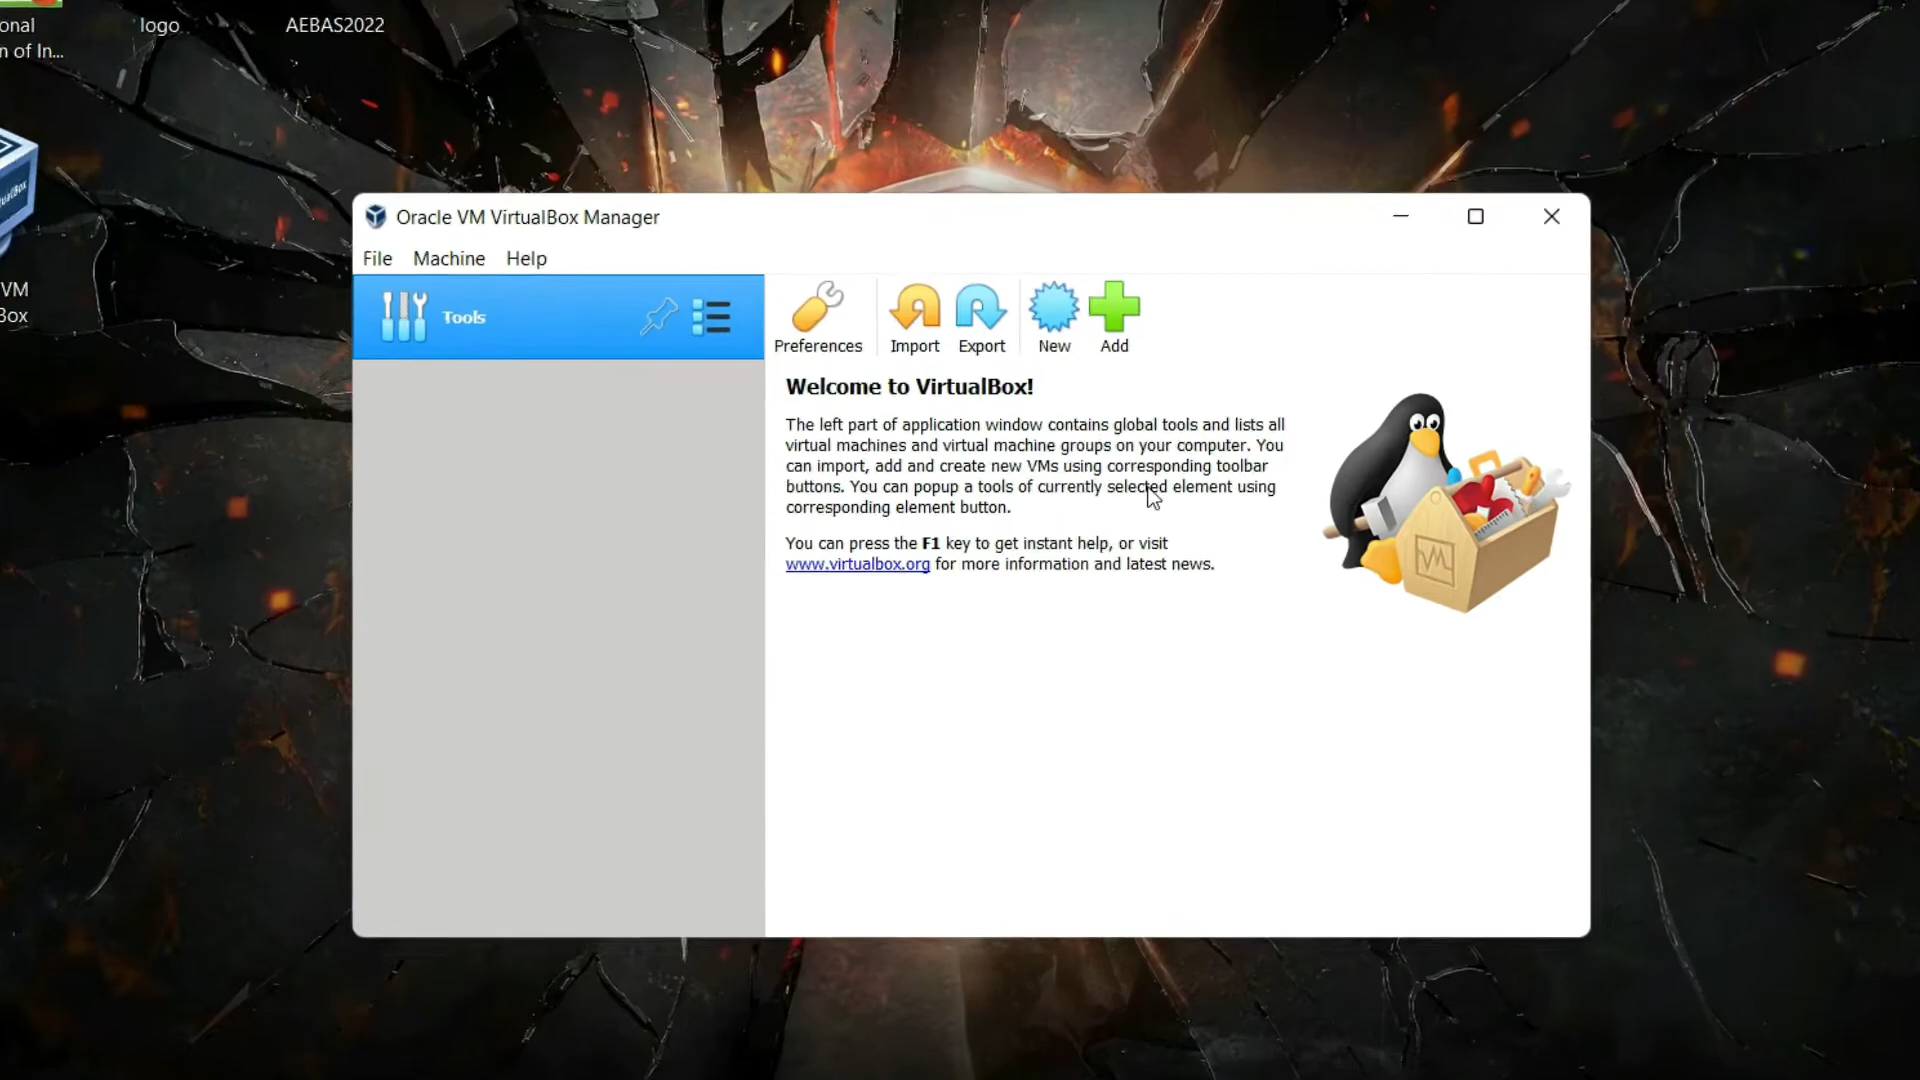 onal
n of In...
logo
AEBAS2022
VM
Box
Oracle VM VirtualBox Manager
File Machine Help
Tools
Preferences Import Export New Add
Welcome to VirtualBox!
The left part of application window contains global tools and lists all
virtual machines and virtual machine groups on your computer. You
can import, add and create new VMs using corresponding toolbar
buttons. You can popup a tools of currently selected element using
corresponding element button.
You can press the F1 key to get instant help, or visit
www.virtualbox.org for more information and latest news.